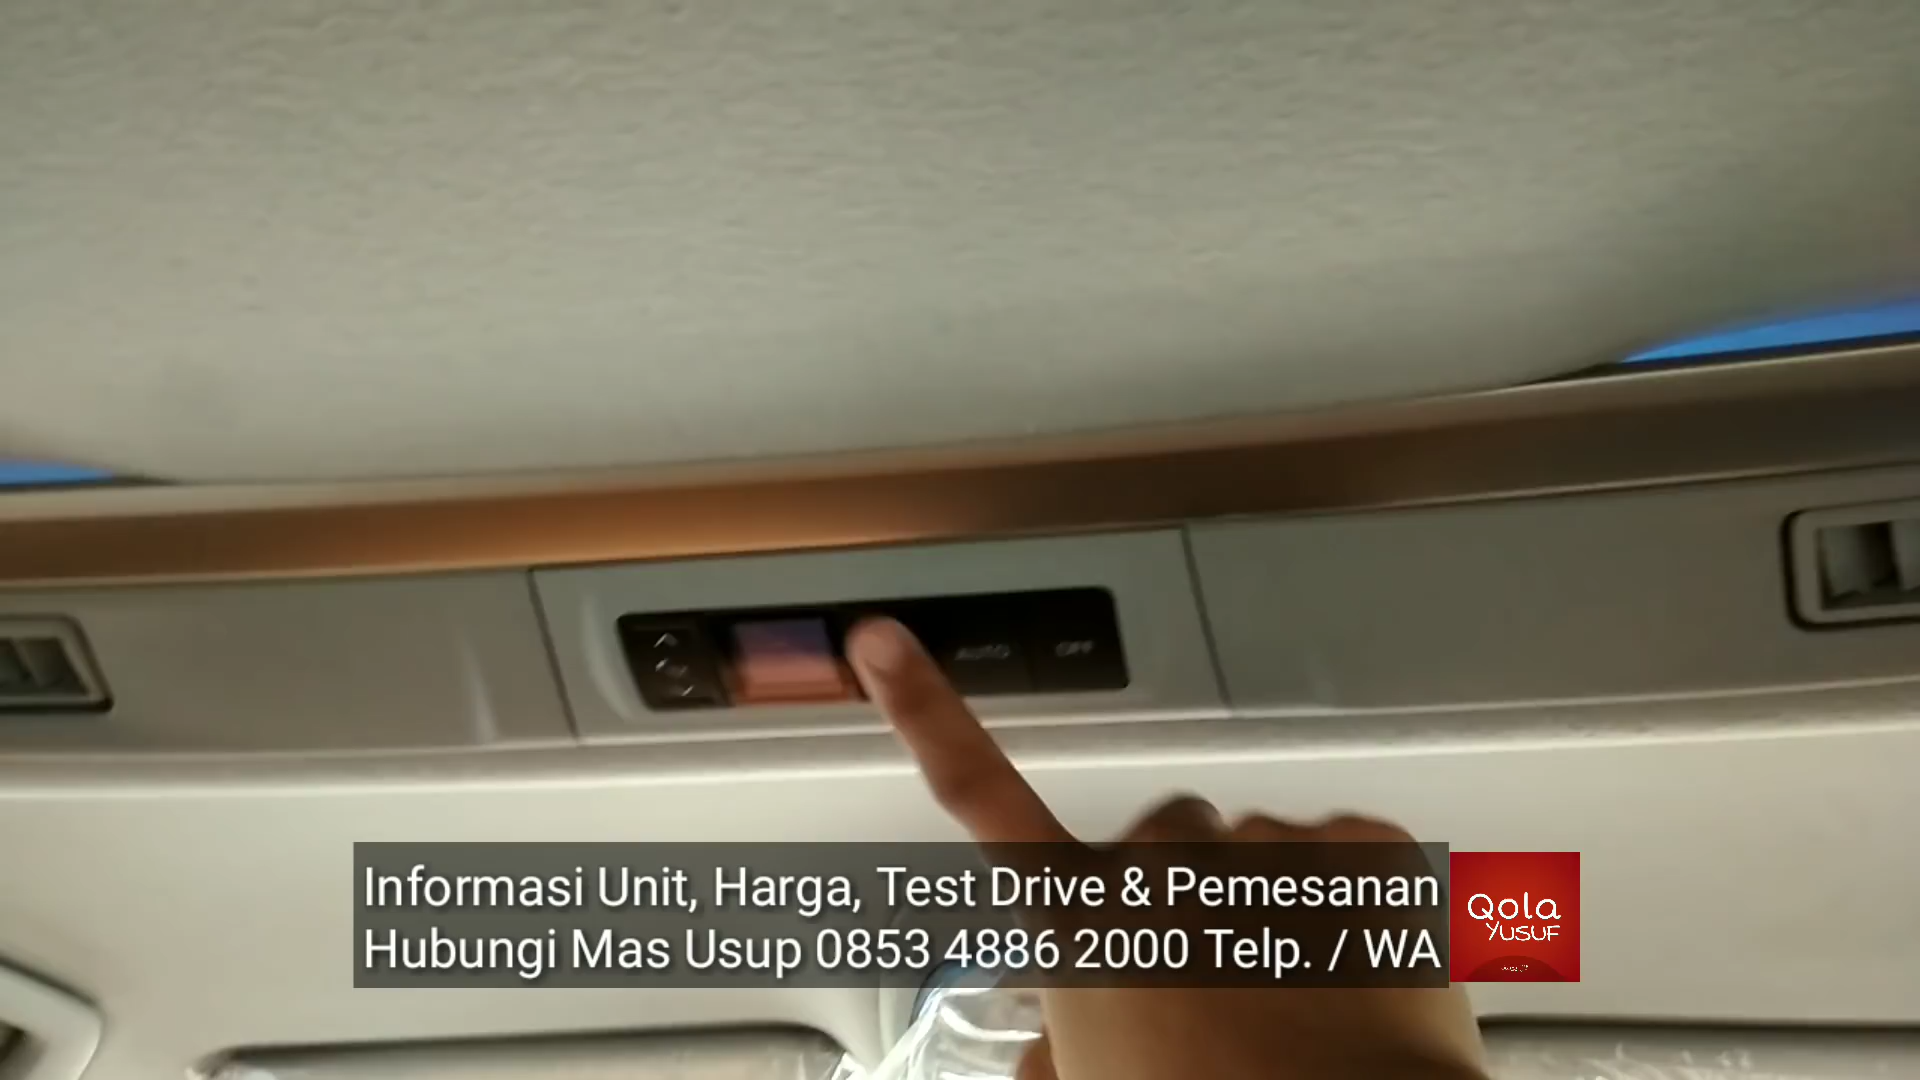 AUTO OFF
Informasi Unit, Harga, Test Drive & Pemesanan
Hubungi Mas Usup 0853 4886 2000 Telp. / WA
Qola
YUSUF